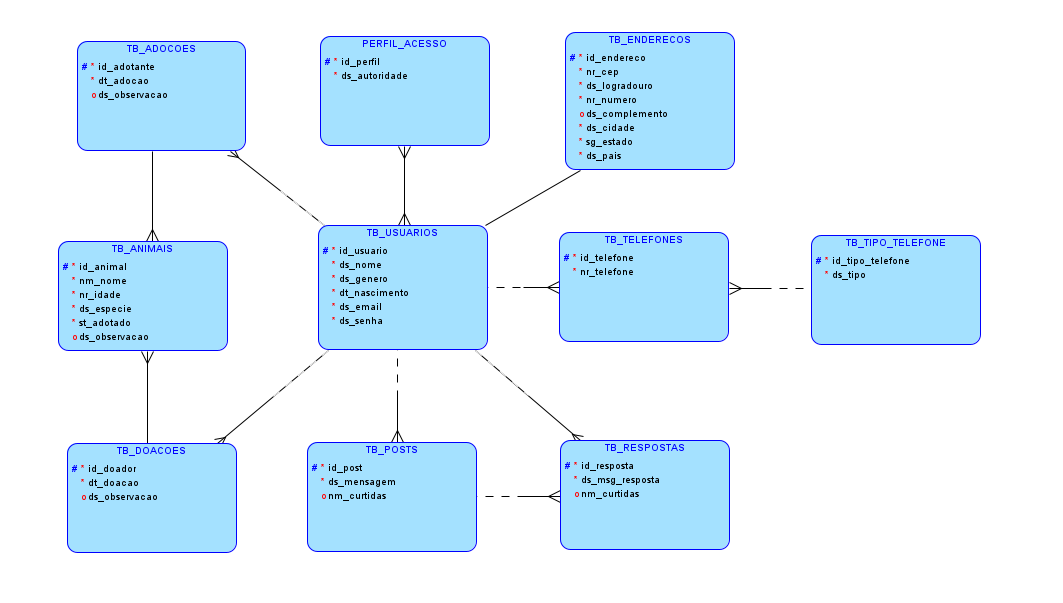 TB_ADOCOES
# * id_adotante
* dt_adocao
o ds_observacao
PERFIL_ACESSO
# * id_perfil
* ds_autoridade
TB_ENDERECOS
# * id_endereco
* nr_cep
* ds_logradouro
* nr_numero
o ds_complemento
* ds_cidade
* sg_estado
* ds_pais
TB_ANIMAIS
# * id_animal
* nm_nome
* nr_idade
* ds_especie
* st_adotado
o ds_observacao
TB_USUARIOS
# * id_usuario
* ds_nome
* ds_genero
* dt_nascimento
* ds_email
* ds_senha
TB_TELEFONES
# * id_telefone
* nr_telefone
TB_TIPO_TELEFONE
# * id_tipo_telefone
* ds_tipo
TB_DOACOES
# * id_doador
* dt_doacao
o ds_observacao
TB_POSTS
# * id_post
* ds_mensagem
o nm_curtidas
TB_RESPOSTAS
# * id_resposta
* ds_msg_resposta
o nm_curtidas